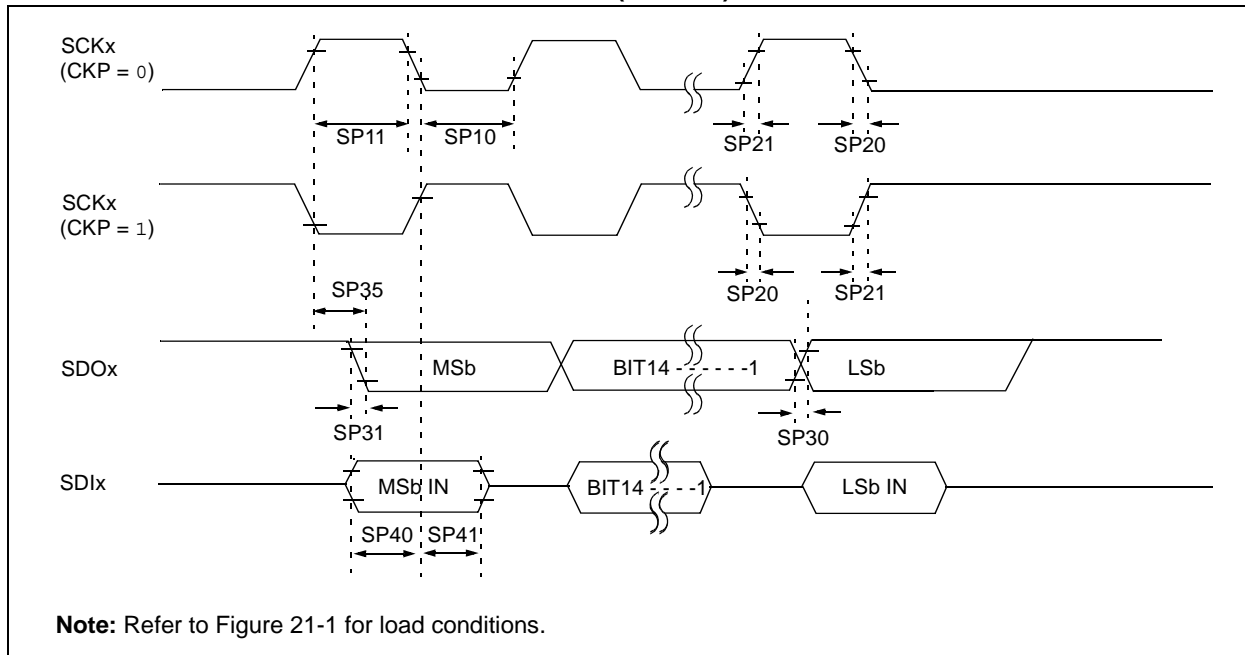 SCKx
(CKP = 0)
SP11
SP10
SP21
SP20
SCKx
(CKP = 1)
SP35
SP20
SP21
SDOx
MSb
BIT14 - - - - - -1
LSb
SP31
SP30
SDIx
MSb IN
BIT14 - - - -1
LSb IN
SP40
SP41
Note: Refer to Figure 21-1 for load conditions.